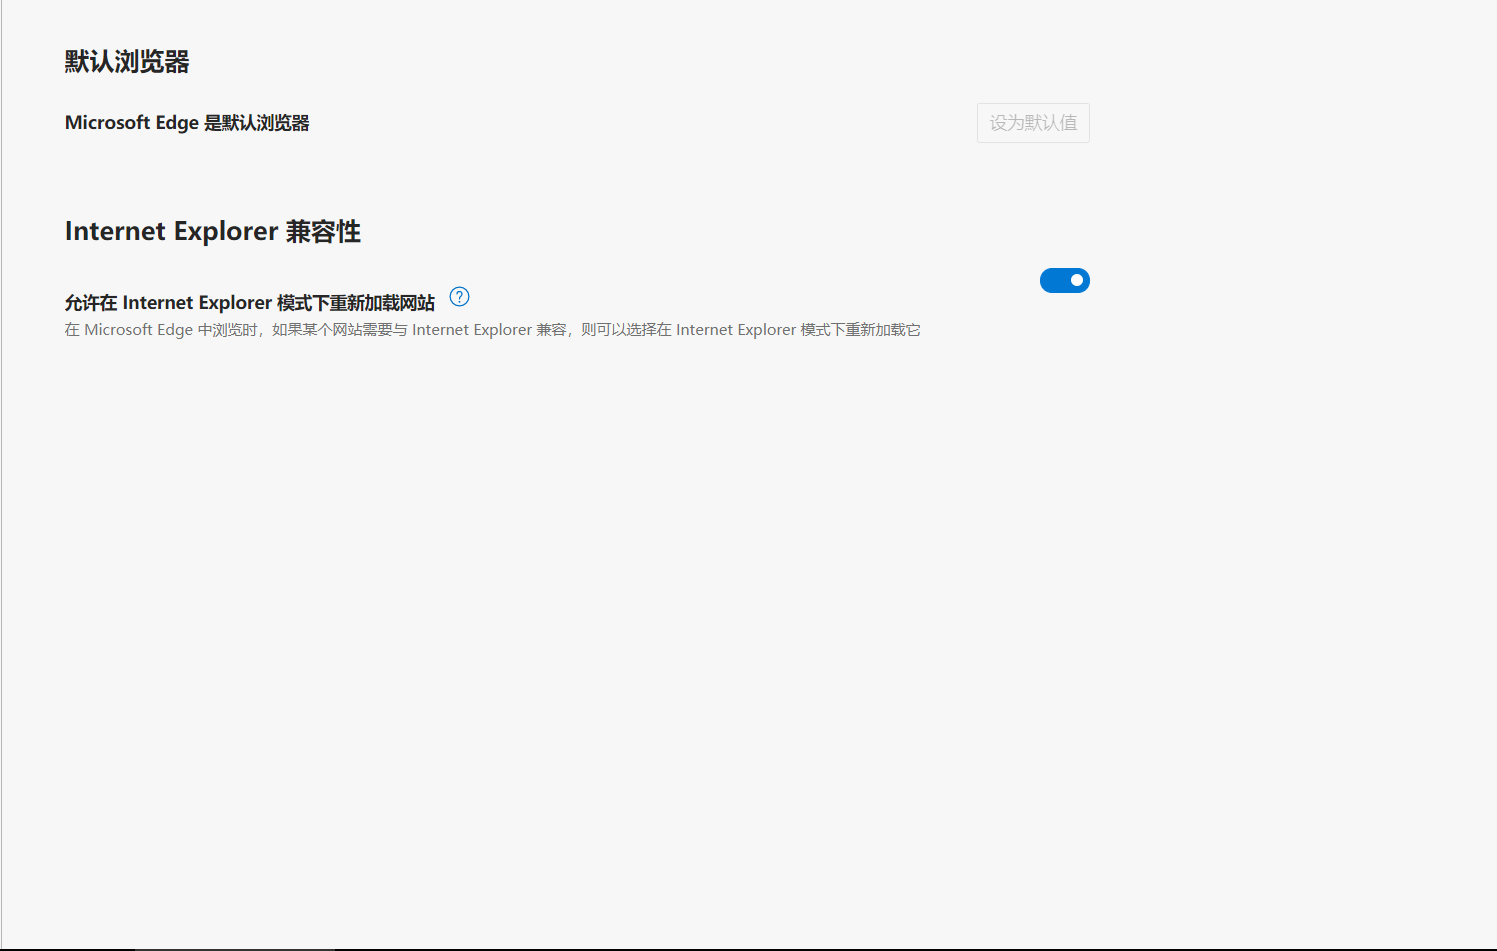 默认浏览器
Microsoft Edge 是默认浏览器
设为默认值
Internet Explorer 兼容性
允许在 Internet Explorer 模式下重新加载网站
在 Microsoft Edge 中浏览时，如果某个网站需要与 Internet Explorer 兼容，则可以选择在 Internet Explorer 模式下重新加载它